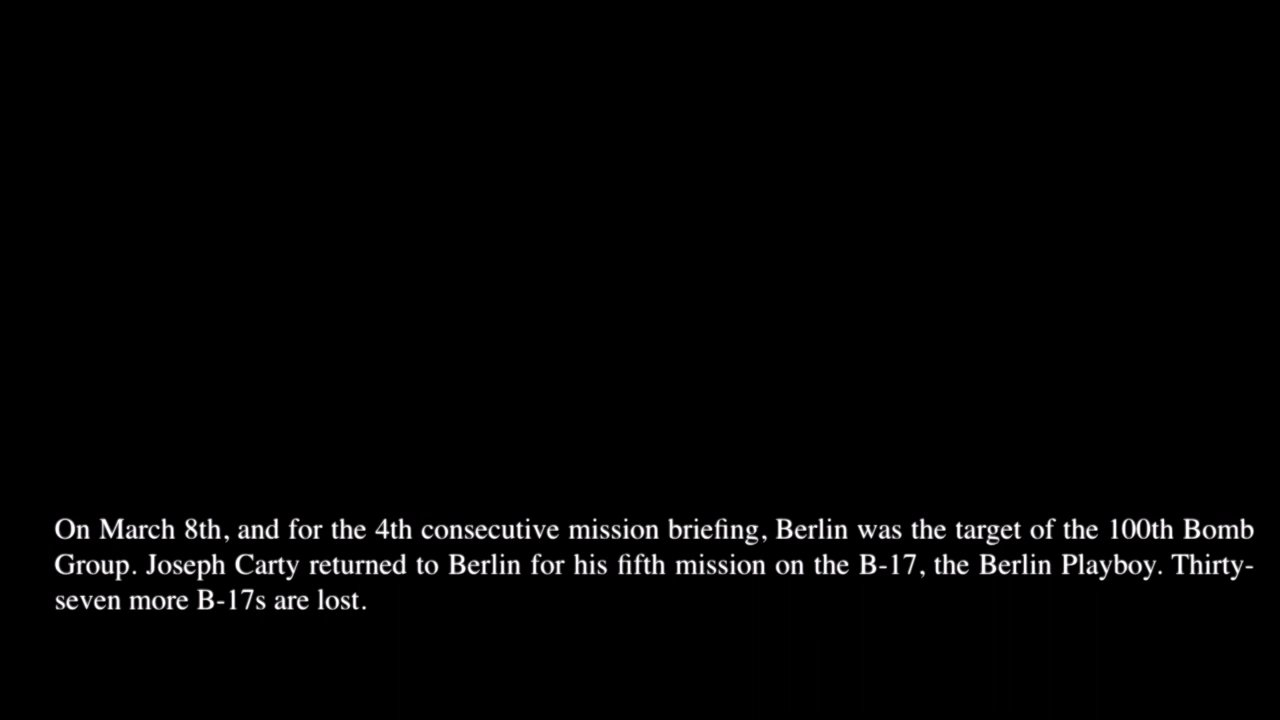 On March 8th, and for the 4th consecutive mission briefing, Berlin was the target of the 100th Bomb
Group. Joseph Carty returned to Berlin for his fifth mission on the B-17, the Berlin Playboy. Thirty-
seven more B-17s are lost.